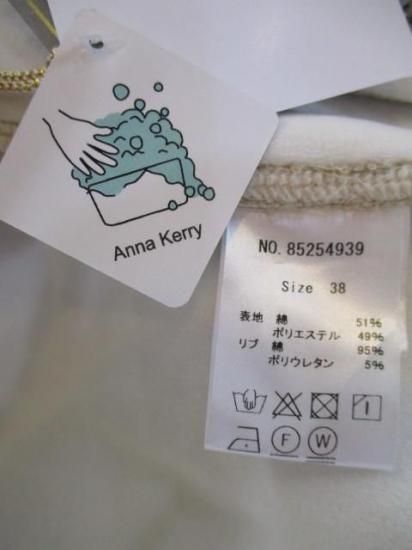 Anna Kerry
NO. 85254939
Size 38
表地 綿 51%
ポリエステル 49%
リブ 綿 95%
ポリウレタン 5%
F W